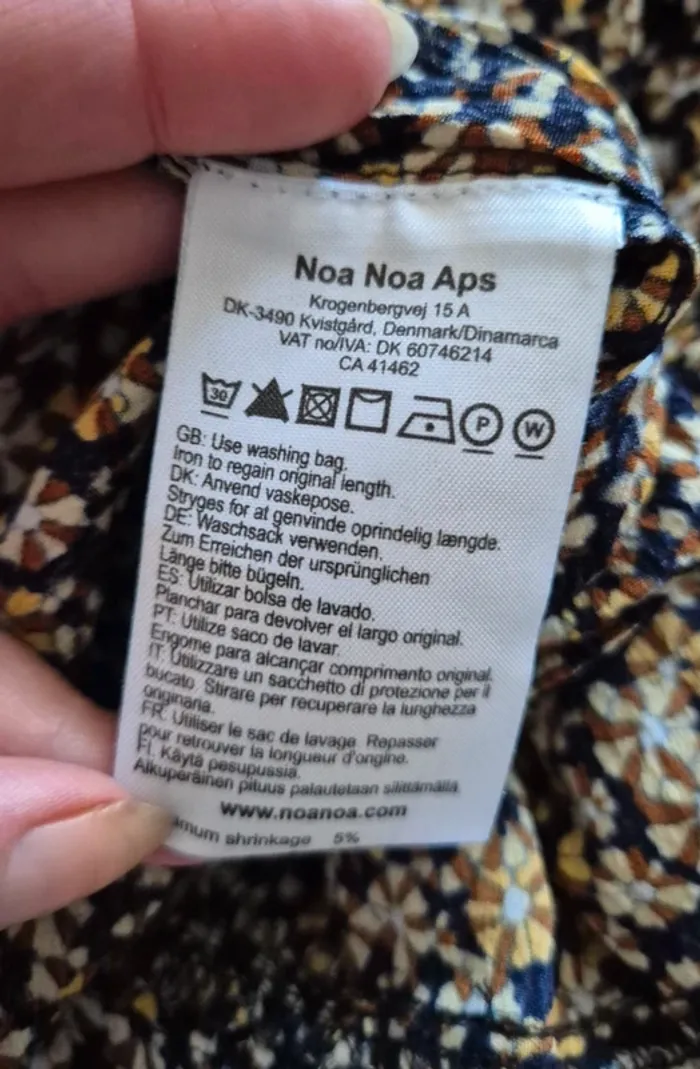 Noa Noa Aps
Krogenbergvej 15 A
DK-3490 Kvistgård, Denmark/Dinamarca
VAT no/IVA: DK 60746214
CA 41462
30 P W
GB: Use washing bag.
Iron to regain original length.
DK: Anvend vaskepose.
Stryges for at genvinde oprindelig længde.
DE: Waschsack verwenden.
Zum Erreichen der ursprünglichen
Länge bitte bügeln.
ES: Utilizar bolsa de lavado.
Planchar para devolver el largo original.
PT: Utilize saco de lavar.
Engome para alcançar comprimento original.
IT: Utilizzare un sacchetto di protezione per il
bucato. Stirare per recuperare la lunghezza
originaria.
FR: Utiliser le sac de lavage. Repasser
pour retrouver la longueur d'origine.
FI: Käytä pesupussia.
Alkuperäinen pituus palautetaan silittämällä.
www.noanoa.com
shrinkage 5%